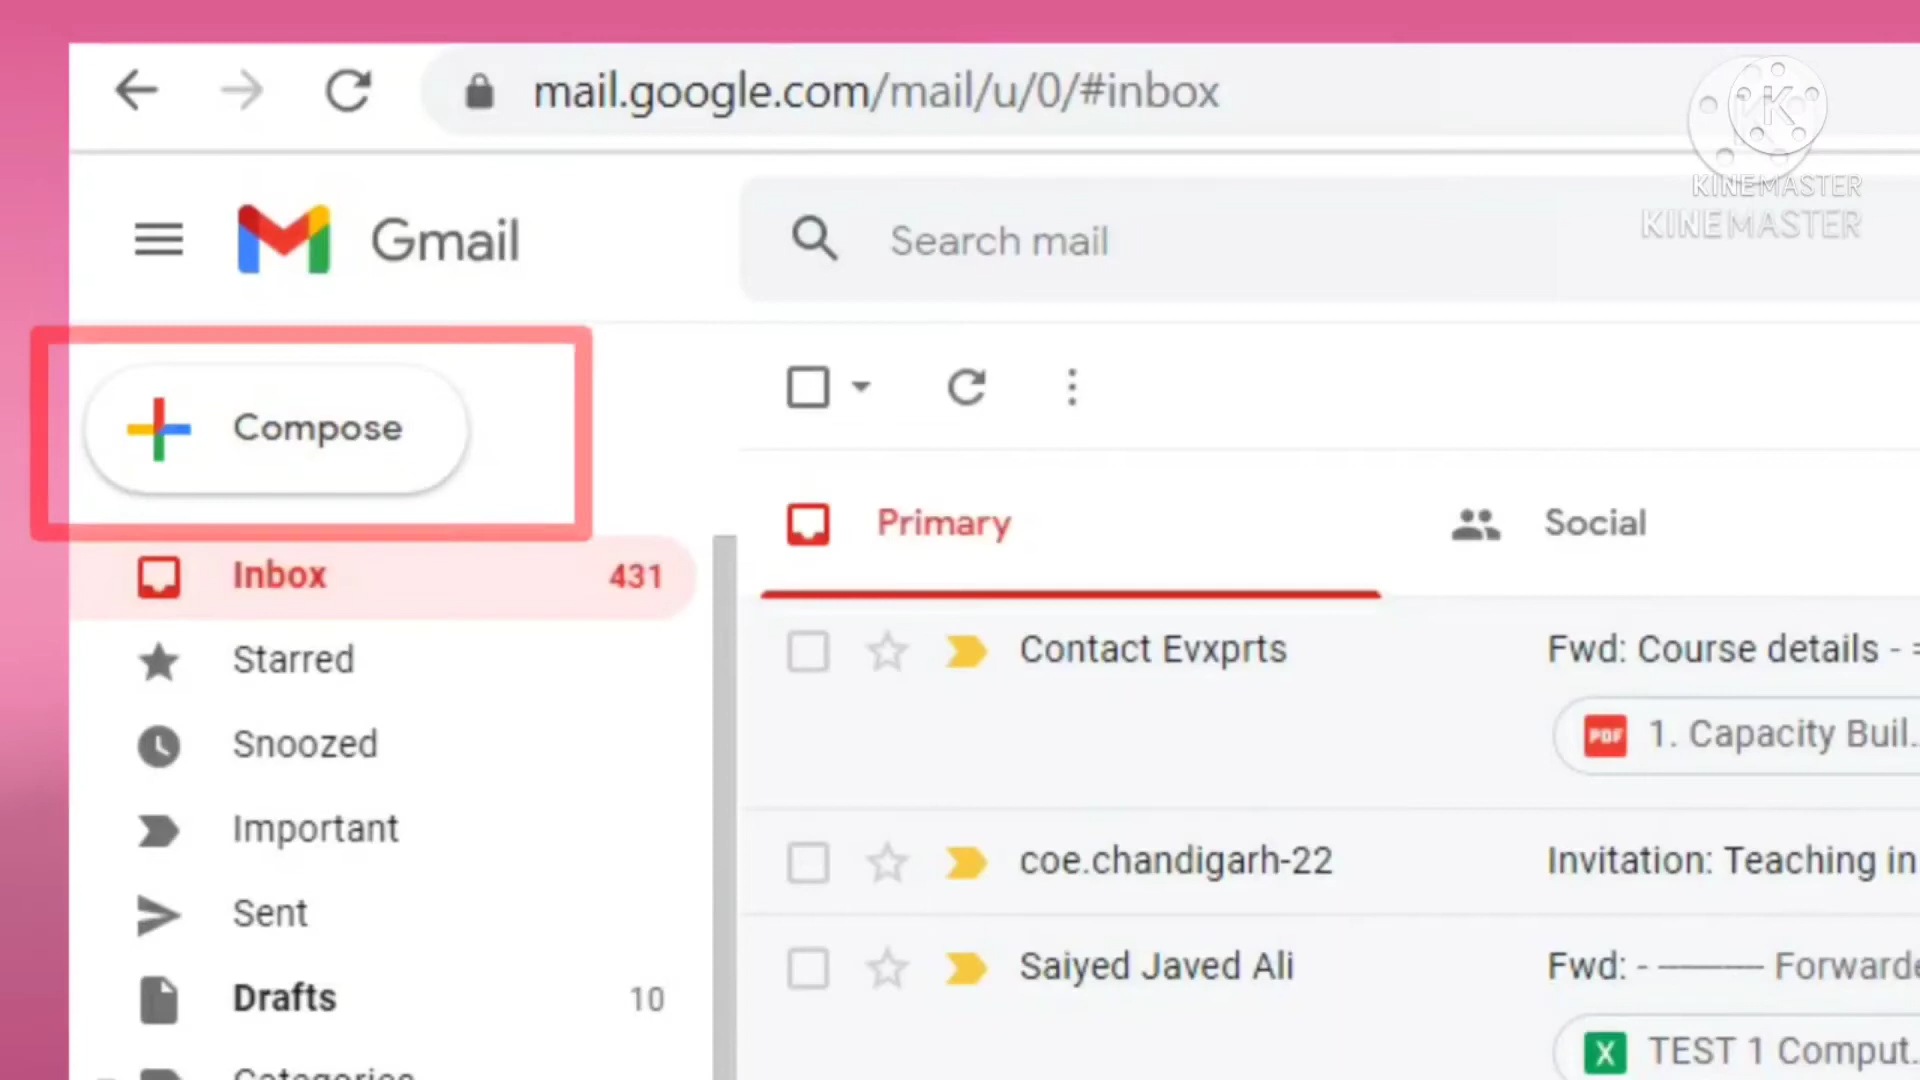 mail.google.com/mail/u/0/#inbox
KINEMASTER
KINEMASTER
Gmail
Search mail
Compose
Primary
Social
Inbox 431
Starred
Snoozed
Important
Sent
Drafts 10
Categories
Contact Evxprts Fwd: Course details -
PDF 1. Capacity Buil...
coe.chandigarh-22 Invitation: Teaching in
Saiyed Javed Ali Fwd: - ——— Forwarde
X TEST 1 Comput...